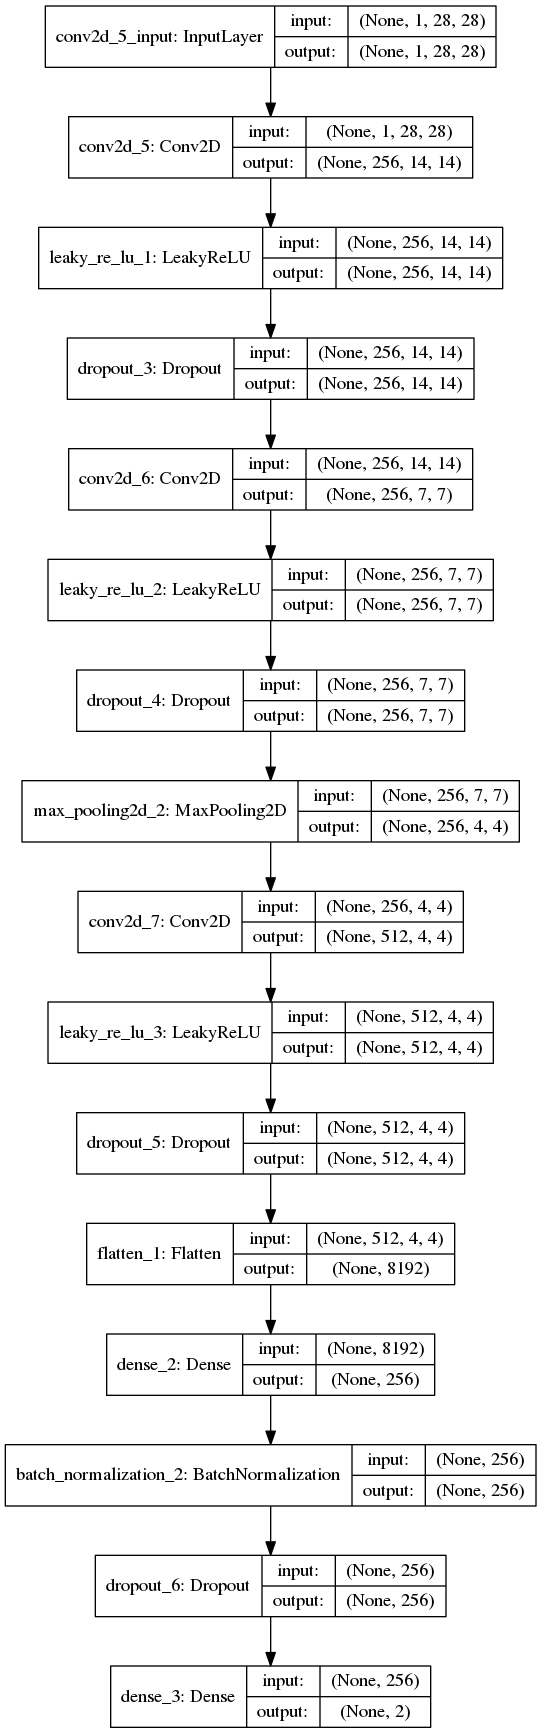 conv2d_5_input: InputLayer
input: (None, 1, 28, 28)
output: (None, 1, 28, 28)
conv2d_5: Conv2D
input: (None, 1, 28, 28)
output: (None, 256, 14, 14)
leaky_re_lu_1: LeakyReLU
input: (None, 256, 14, 14)
output: (None, 256, 14, 14)
dropout_3: Dropout
input: (None, 256, 14, 14)
output: (None, 256, 14, 14)
conv2d_6: Conv2D
input: (None, 256, 14, 14)
output: (None, 256, 7, 7)
leaky_re_lu_2: LeakyReLU
input: (None, 256, 7, 7)
output: (None, 256, 7, 7)
dropout_4: Dropout
input: (None, 256, 7, 7)
output: (None, 256, 7, 7)
max_pooling2d_2: MaxPooling2D
input: (None, 256, 7, 7)
output: (None, 256, 4, 4)
conv2d_7: Conv2D
input: (None, 256, 4, 4)
output: (None, 512, 4, 4)
leaky_re_lu_3: LeakyReLU
input: (None, 512, 4, 4)
output: (None, 512, 4, 4)
dropout_5: Dropout
input: (None, 512, 4, 4)
output: (None, 512, 4, 4)
flatten_1: Flatten
input: (None, 512, 4, 4)
output: (None, 8192)
dense_2: Dense
input: (None, 8192)
output: (None, 256)
batch_normalization_2: BatchNormalization
input: (None, 256)
output: (None, 256)
dropout_6: Dropout
input: (None, 256)
output: (None, 256)
dense_3: Dense
input: (None, 256)
output: (None, 2)